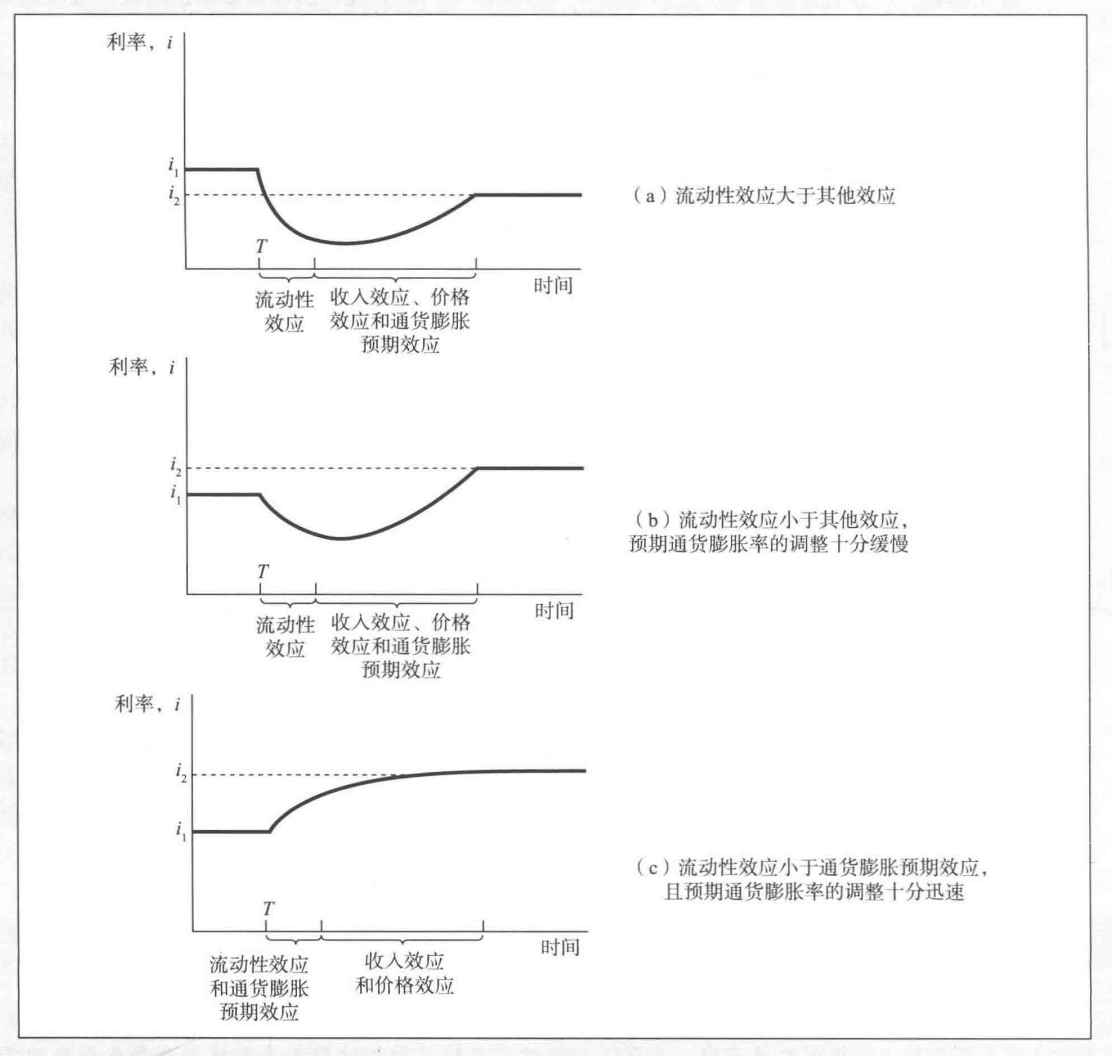 利率，i
i₁
i₂
T
时间
流动性
效应
收入效应、价格
效应和通货膨胀
预期效应
（a）流动性效应大于其他效应
利率，i
i₂
i₁
T
时间
流动性
效应
收入效应、价格
效应和通货膨胀
预期效应
（b）流动性效应小于其他效应，
预期通货膨胀率的调整十分缓慢
利率，i
i₂
i₁
T
时间
流动性效应
和通货膨胀
预期效应
收入效应
和价格效应
（c）流动性效应小于通货膨胀预期效应，
且预期通货膨胀率的调整十分迅速